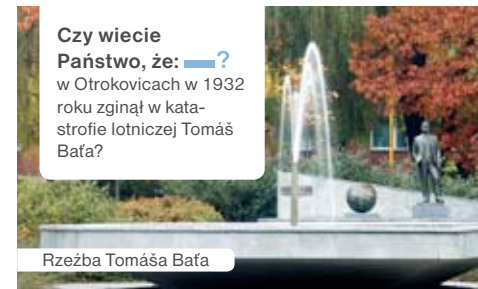 Czy wiecie
Państwo, że: ?
w Otrokovicach w 1932
roku zginął w kata-
strofie lotniczej Tomáš
Baťa?
Rzeźba Tomáša Baťa